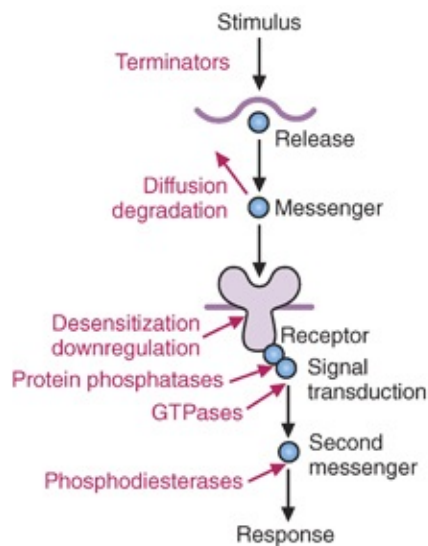 Stimulus
Terminators
Release
Diffusion
degradation
Messenger
Desensitization
downregulation
Receptor
Protein phosphatases
Signal
transduction
GTPases
Second
messenger
Phosphodiesterases
Response